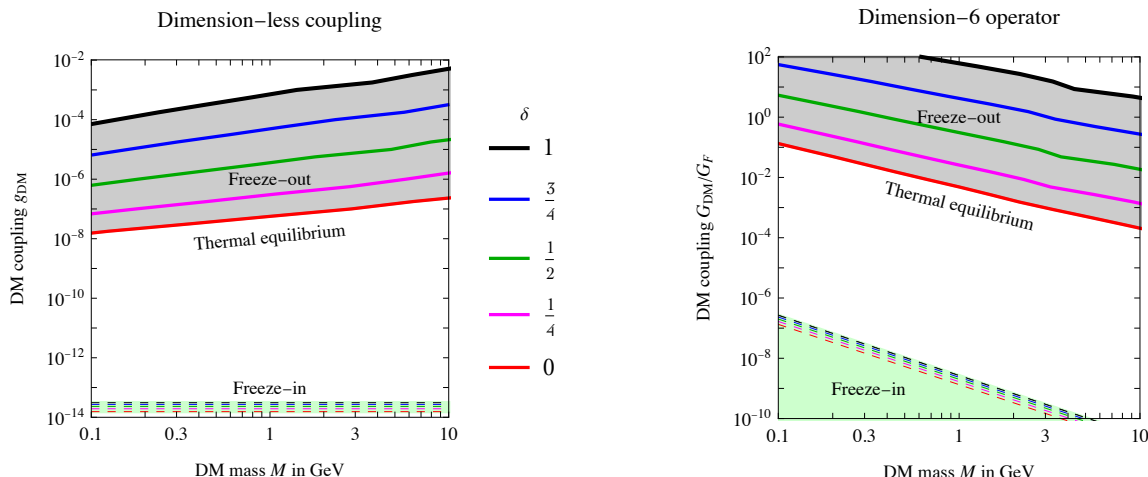 Dimension−less coupling
DM coupling g_DM
10^−2
10^−4
10^−6
10^−8
10^−10
10^−12
10^−14
Freeze−out
Thermal equilibrium
Freeze−in
0.1 0.3 1 3 10
DM mass M in GeV
δ
1
3/4
1/2
1/4
0
Dimension−6 operator
DM coupling G_DM/G_F
10^2
10^0
10^−2
10^−4
10^−6
10^−8
10^−10
Freeze−out
Thermal equilibrium
Freeze−in
0.1 0.3 1 3 10
DM mass M in GeV